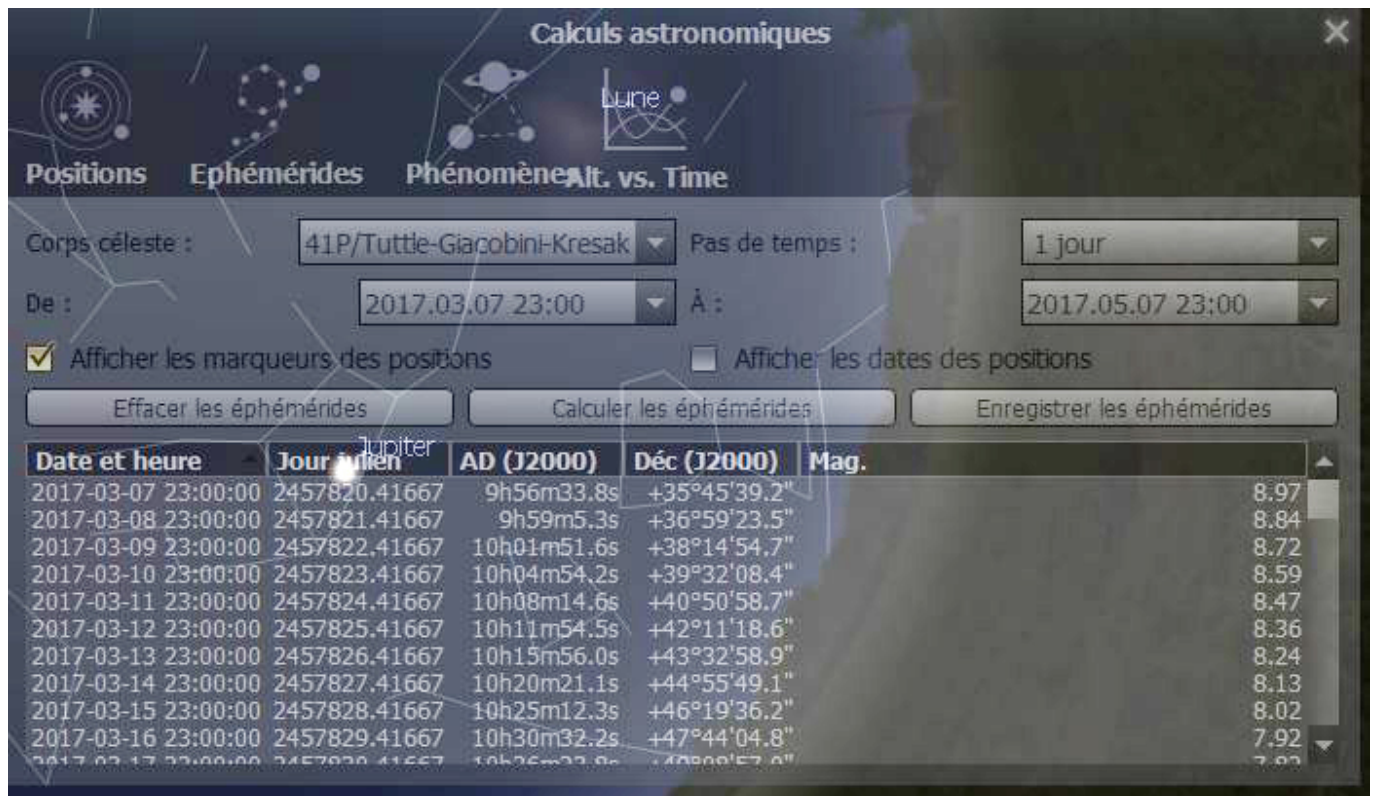 Calculs astronomiques
Lune
Positions Ephémérides Phénomènes Alt. vs. Time
Corps céleste : 41P/Tuttle-Giacobini-Kresak Pas de temps : 1 jour
De : 2017.03.07 23:00 À : 2017.05.07 23:00
Afficher les marqueurs des positions Afficher les dates des positions
Effacer les éphémérides Calculer les éphémérides Enregistrer les éphémérides
Jupiter
Date et heure Jour julien AD (J2000) Déc (J2000) Mag.
2017-03-07 23:00:00 2457820.41667 9h56m33.8s +35°45'39.2" 8.97
2017-03-08 23:00:00 2457821.41667 9h59m5.3s +36°59'23.5" 8.84
2017-03-09 23:00:00 2457822.41667 10h01m51.6s +38°14'54.7" 8.72
2017-03-10 23:00:00 2457823.41667 10h04m54.2s +39°32'08.4" 8.59
2017-03-11 23:00:00 2457824.41667 10h08m14.6s +40°50'58.7" 8.47
2017-03-12 23:00:00 2457825.41667 10h11m54.5s +42°11'18.6" 8.36
2017-03-13 23:00:00 2457826.41667 10h15m56.0s +43°32'58.9" 8.24
2017-03-14 23:00:00 2457827.41667 10h20m21.1s +44°55'49.1" 8.13
2017-03-15 23:00:00 2457828.41667 10h25m12.3s +46°19'36.2" 8.02
2017-03-16 23:00:00 2457829.41667 10h30m32.2s +47°44'04.8" 7.92